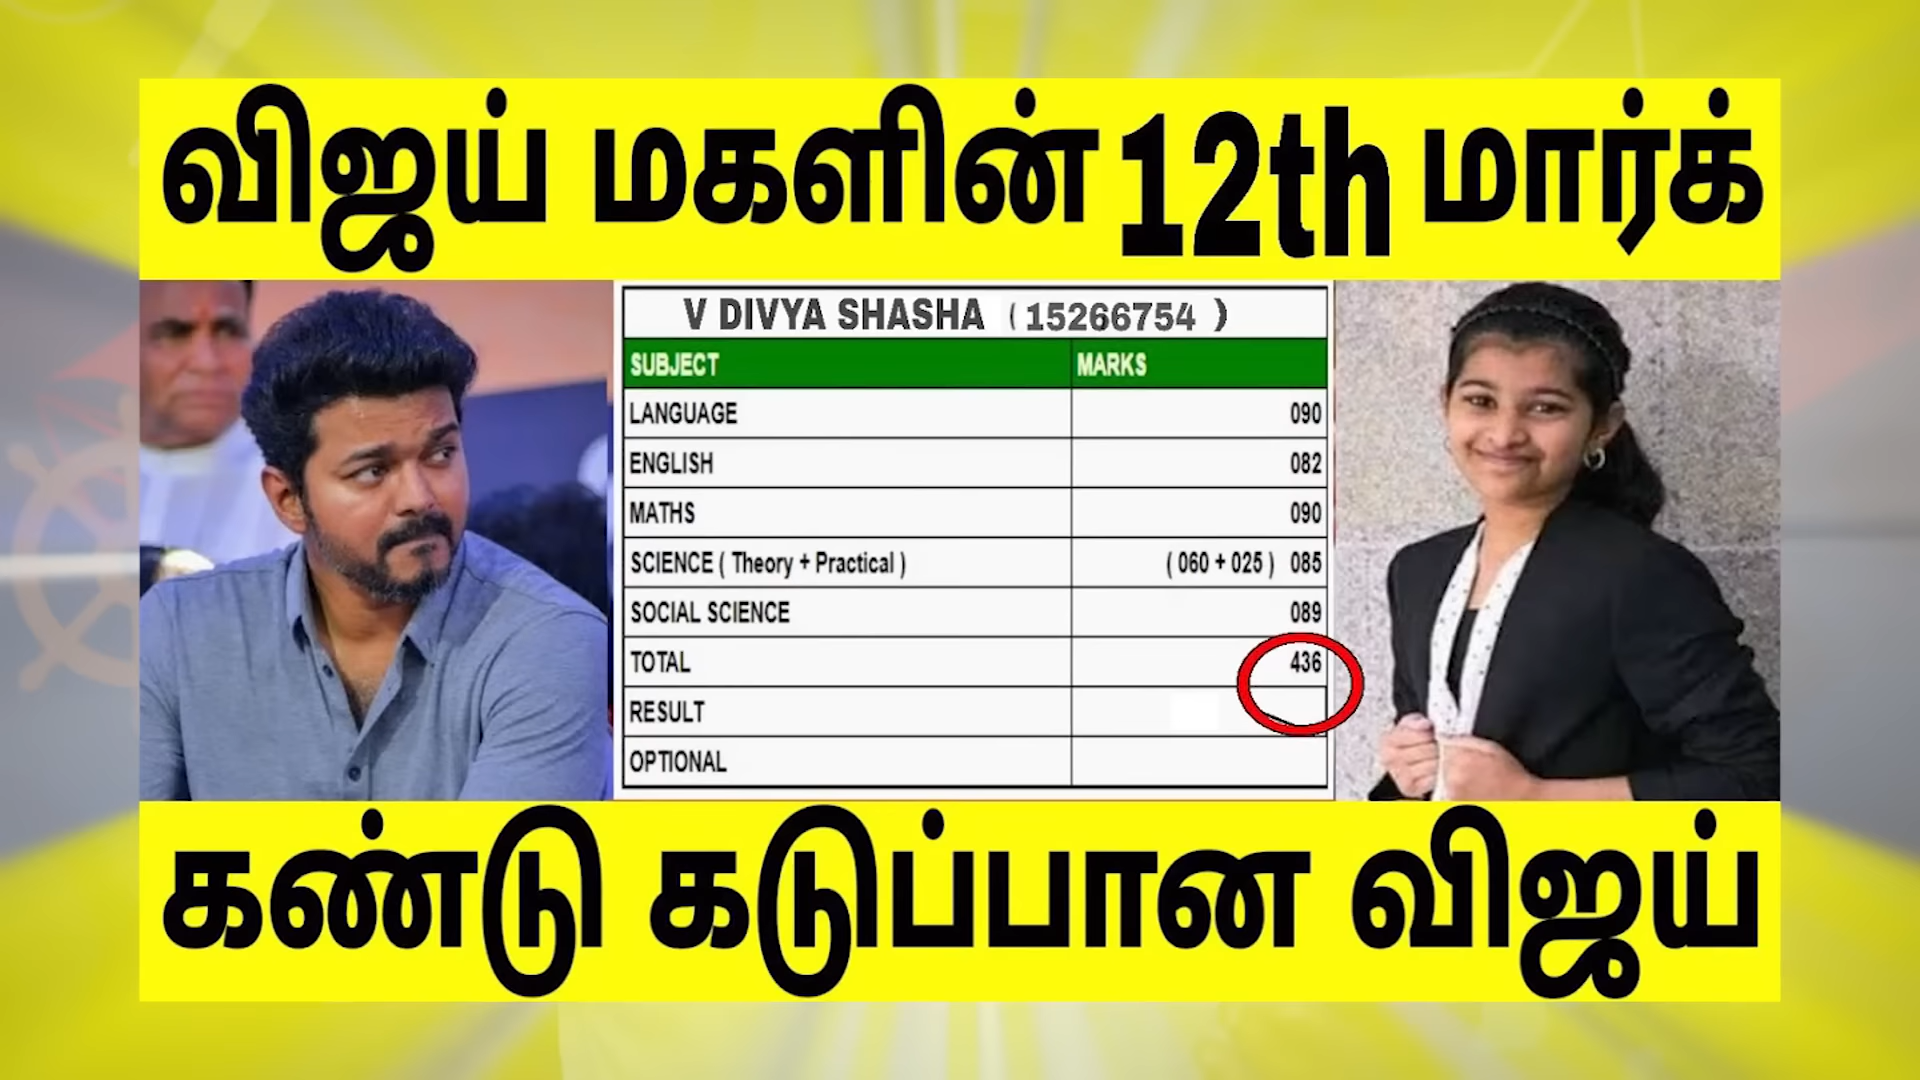 விஜய் மகளின் 12th மார்க்
V DIVYA SHASHA ( 15266754 )
SUBJECT MARKS
LANGUAGE 090
ENGLISH 082
MATHS 090
SCIENCE ( Theory + Practical ) ( 060 + 025 ) 085
SOCIAL SCIENCE 089
TOTAL 436
RESULT
OPTIONAL
கண்டு கடுப்பான விஜய்